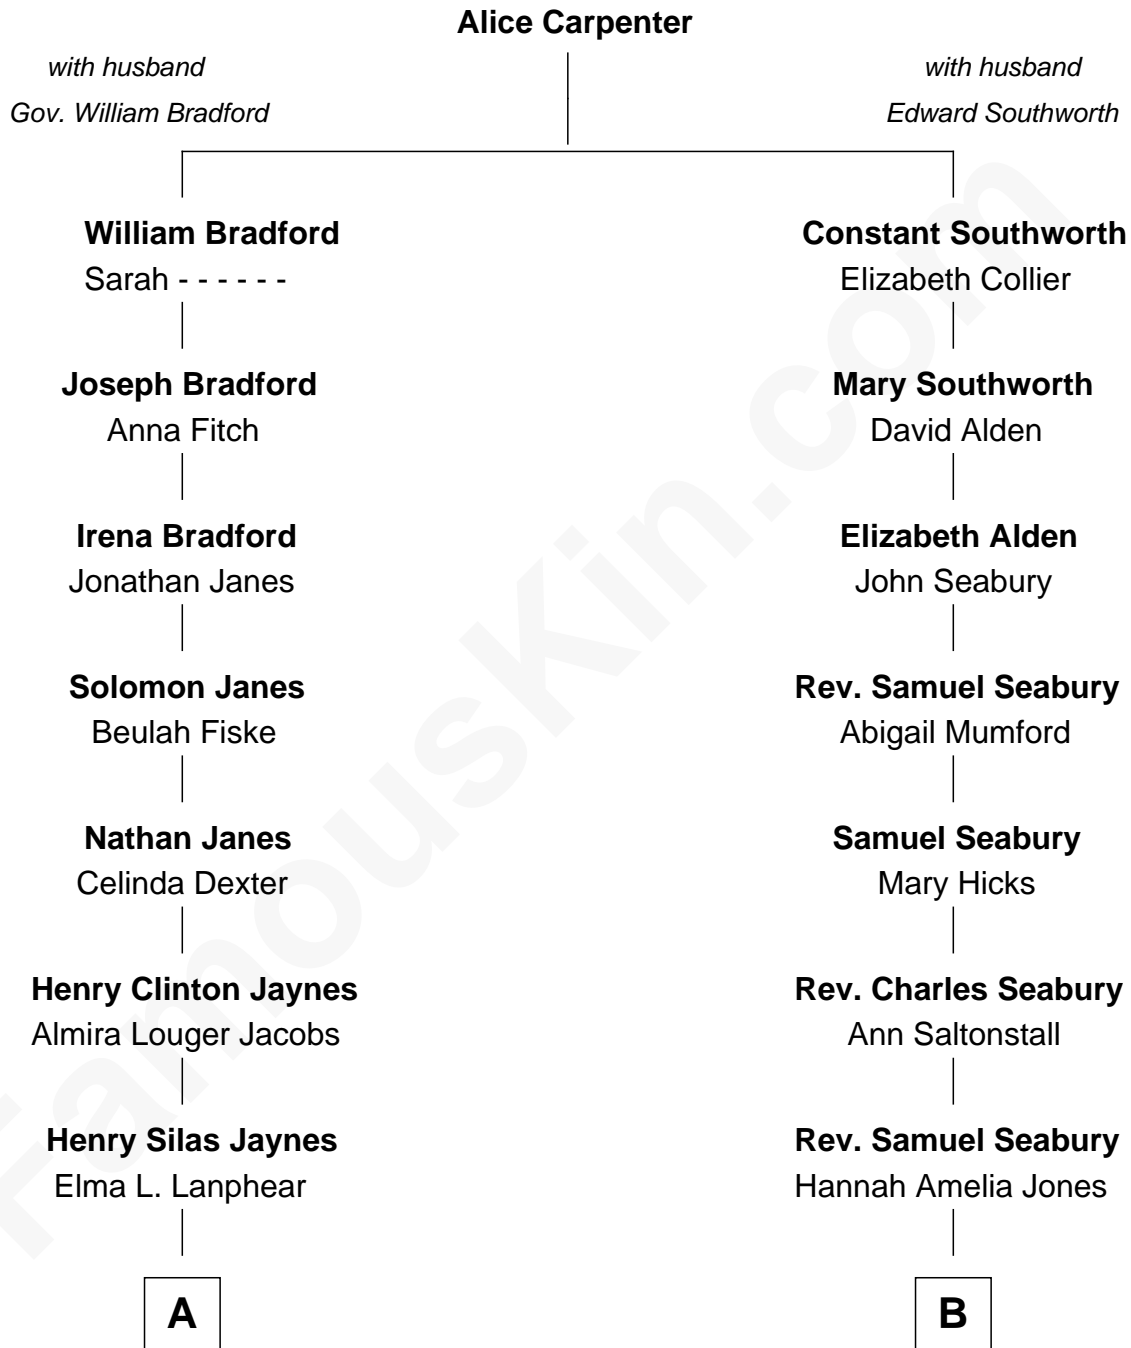 Alice Carpenter
with husband
Gov. William Bradford
with husband
Edward Southworth
William Bradford
Sarah - - - - - -
Constant Southworth
Elizabeth Collier
Joseph Bradford
Anna Fitch
Mary Southworth
David Alden
Irena Bradford
Jonathan Janes
Elizabeth Alden
John Seabury
Solomon Janes
Beulah Fiske
Rev. Samuel Seabury
Abigail Mumford
Nathan Janes
Celinda Dexter
Samuel Seabury
Mary Hicks
Henry Clinton Jaynes
Almira Louger Jacobs
Rev. Charles Seabury
Ann Saltonstall
Henry Silas Jaynes
Elma L. Lanphear
Rev. Samuel Seabury
Hannah Amelia Jones
A
B
FamousKin.com